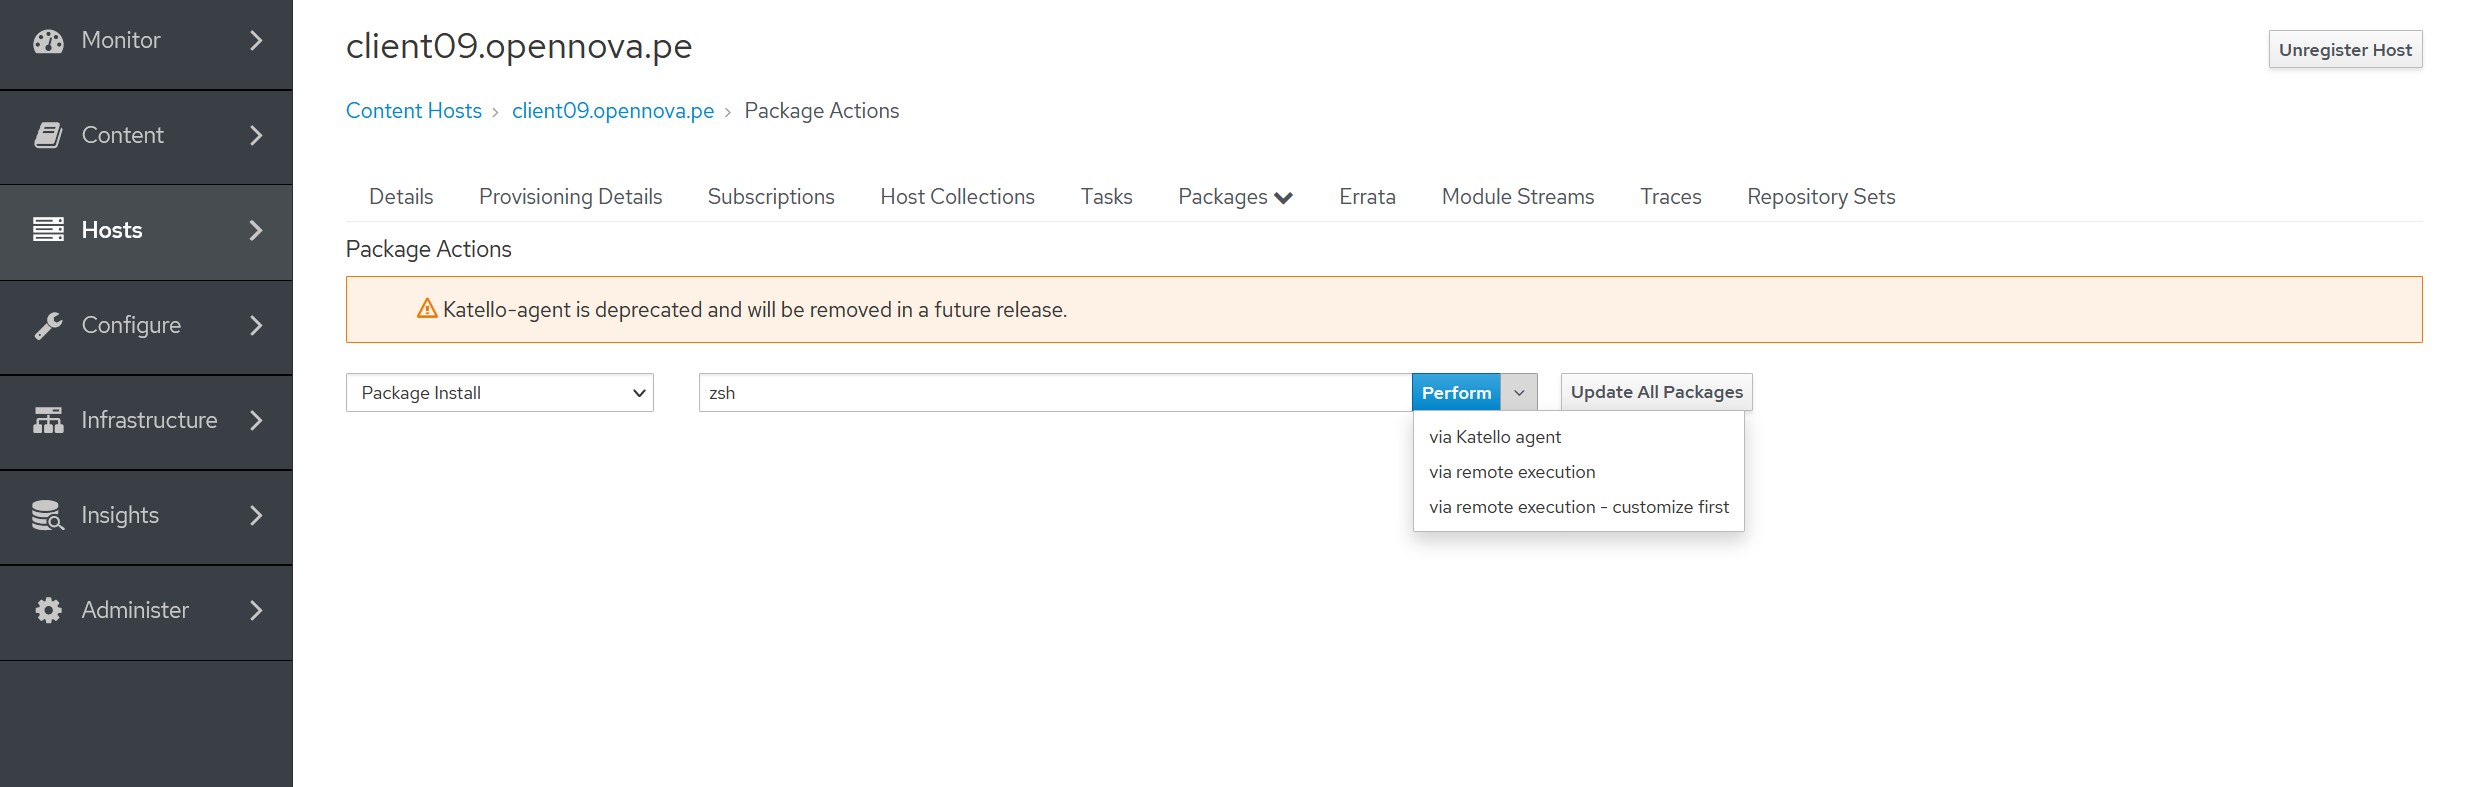 Monitor
Content
Hosts
Configure
Infrastructure
Insights
Administer
client09.opennova.pe
Unregister Host
Content Hosts › client09.opennova.pe › Package Actions
Details Provisioning Details Subscriptions Host Collections Tasks Packages Errata Module Streams Traces Repository Sets
Package Actions
Katello-agent is deprecated and will be removed in a future release.
Package Install zsh Perform Update All Packages
via Katello agent
via remote execution
via remote execution - customize first